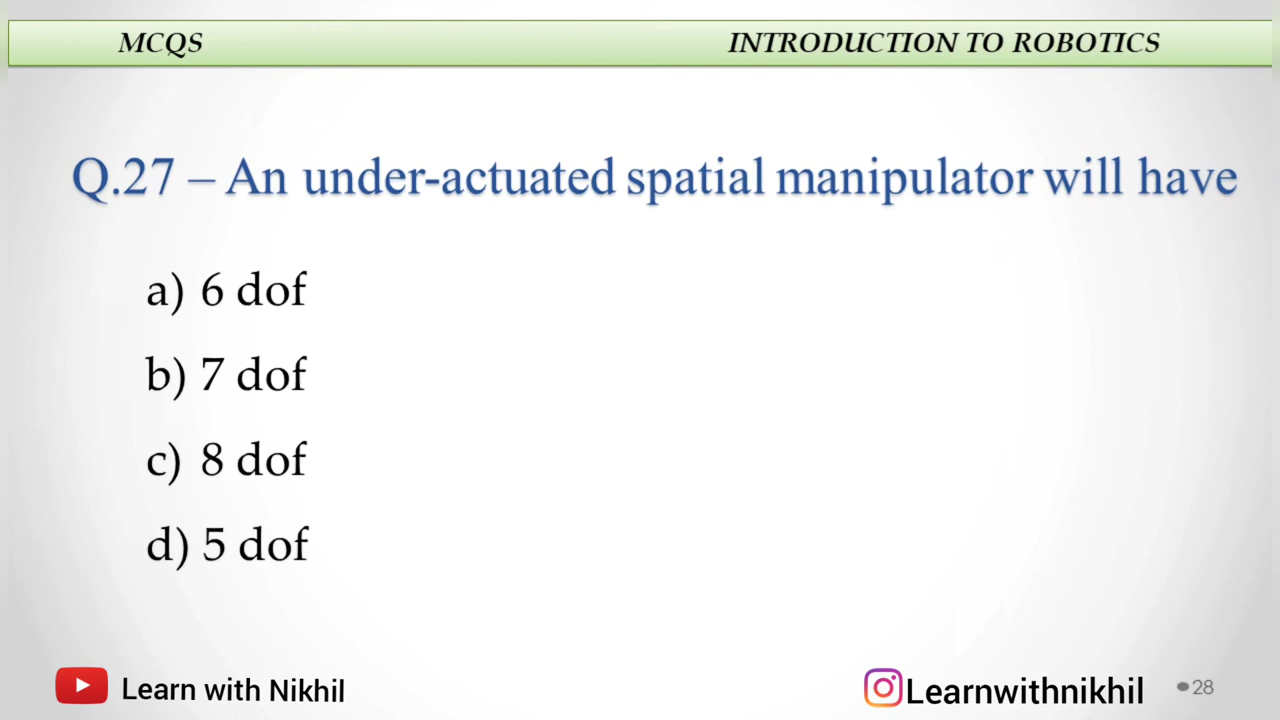 MCQS INTRODUCTION TO ROBOTICS
Q.27 – An under-actuated spatial manipulator will have
a) 6 dof
b) 7 dof
c) 8 dof
d) 5 dof
Learn with Nikhil Learnwithnikhil 28